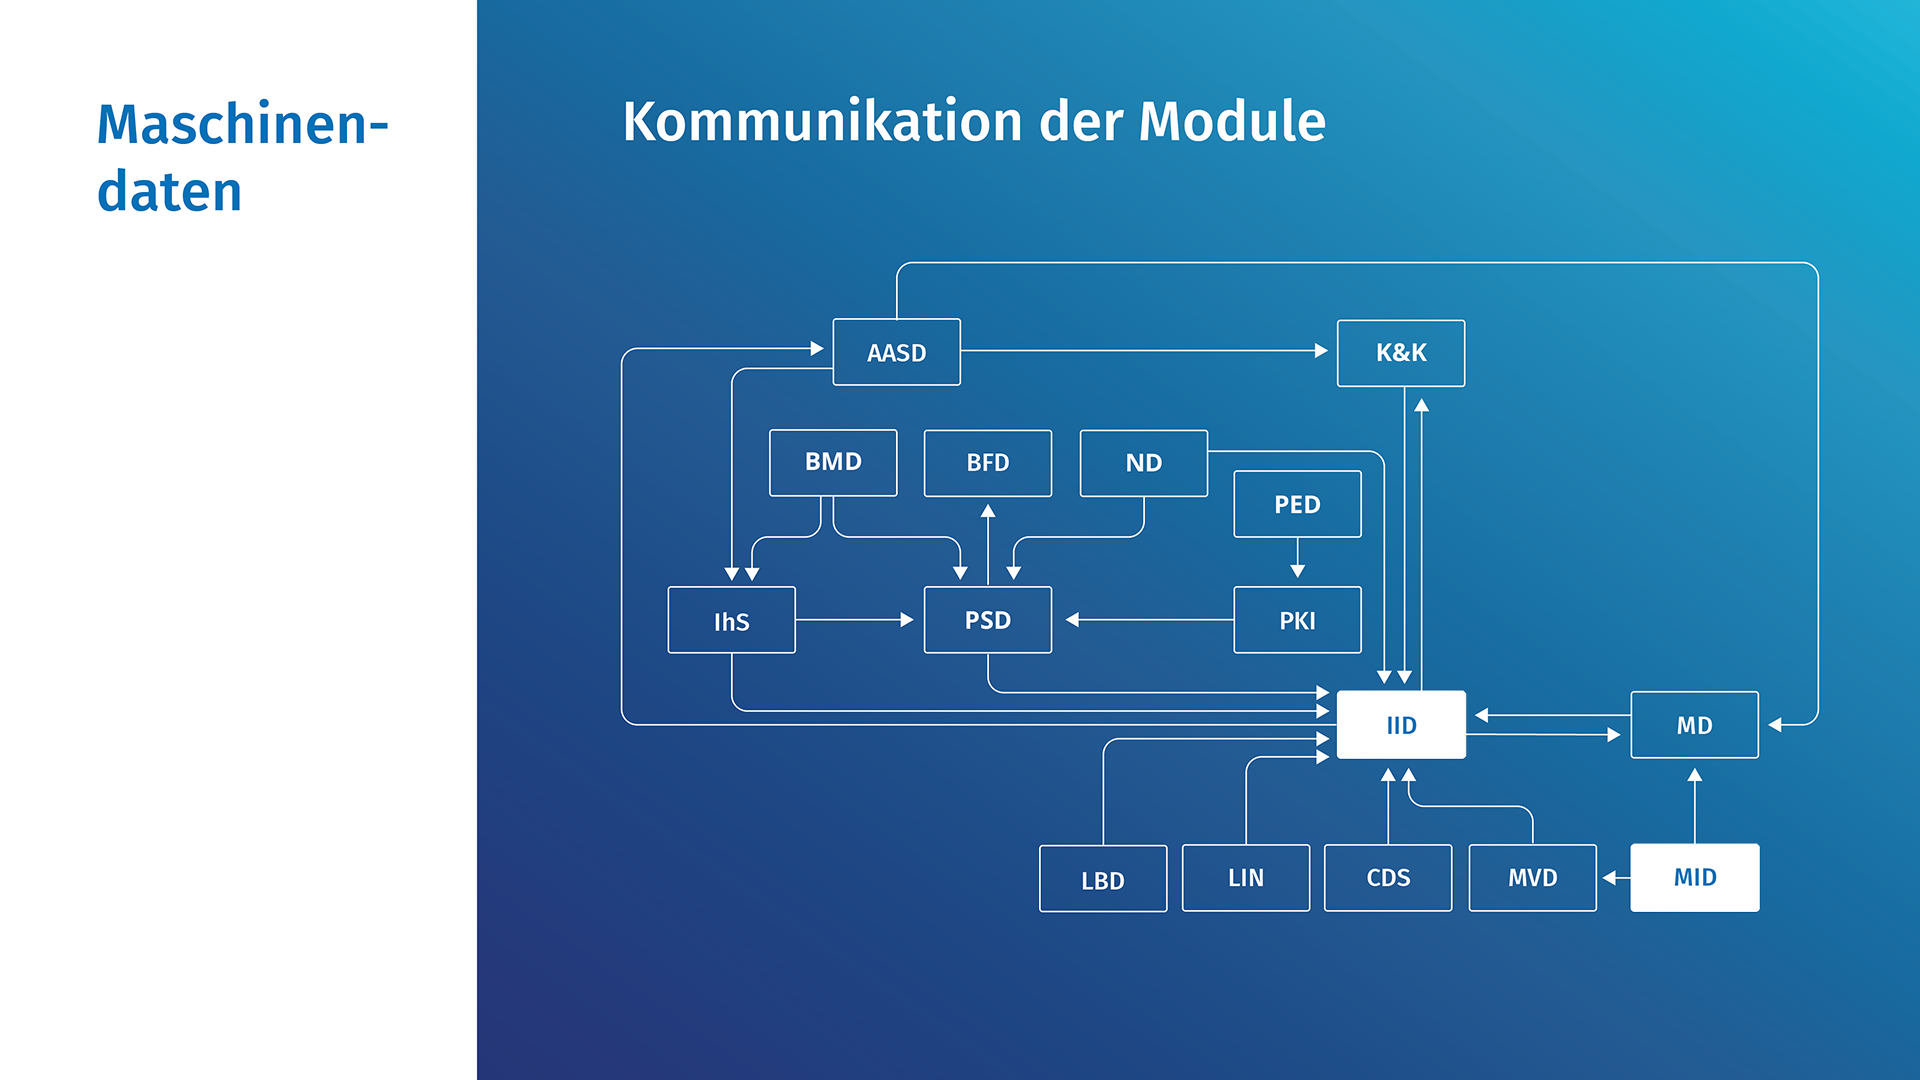 Maschinen-
daten
Kommunikation der Module
AASD
K&K
BMD
BFD
ND
PED
IhS
PSD
PKI
IID
MD
LBD
LIN
CDS
MVD
MID